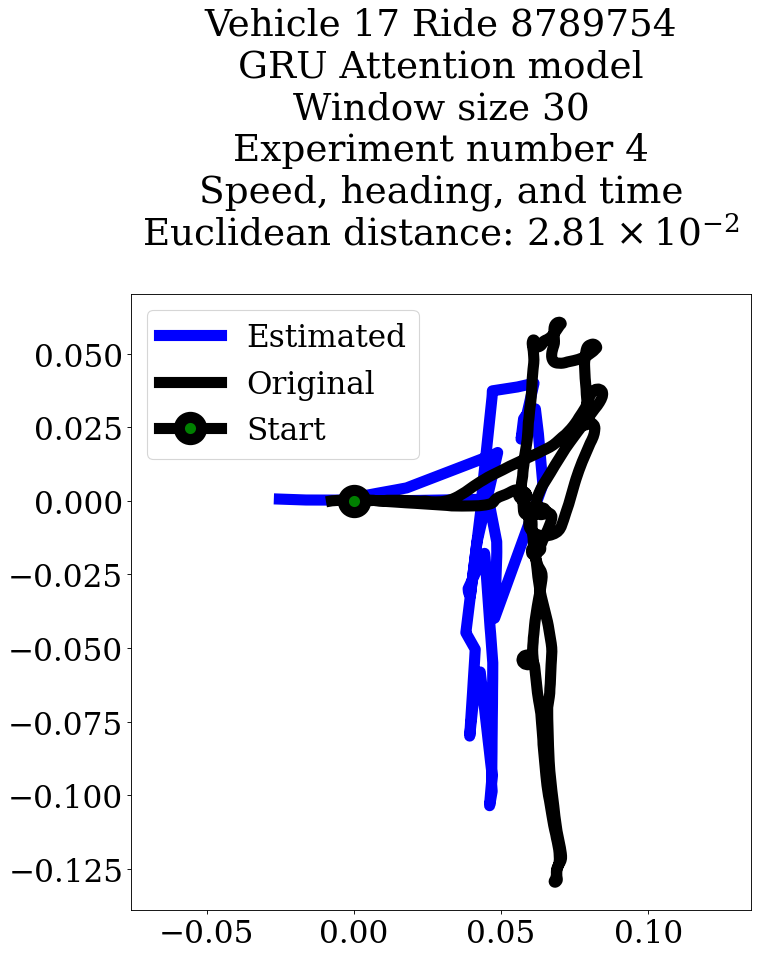 Vehicle 17 Ride 8789754
GRU Attention model
Window size 30
Experiment number 4
Speed, heading, and time
Euclidean distance: 2.81 × 10⁻²
Estimated
Original
Start
0.050
0.025
0.000
−0.025
−0.050
−0.075
−0.100
−0.125
−0.05 0.00 0.05 0.10